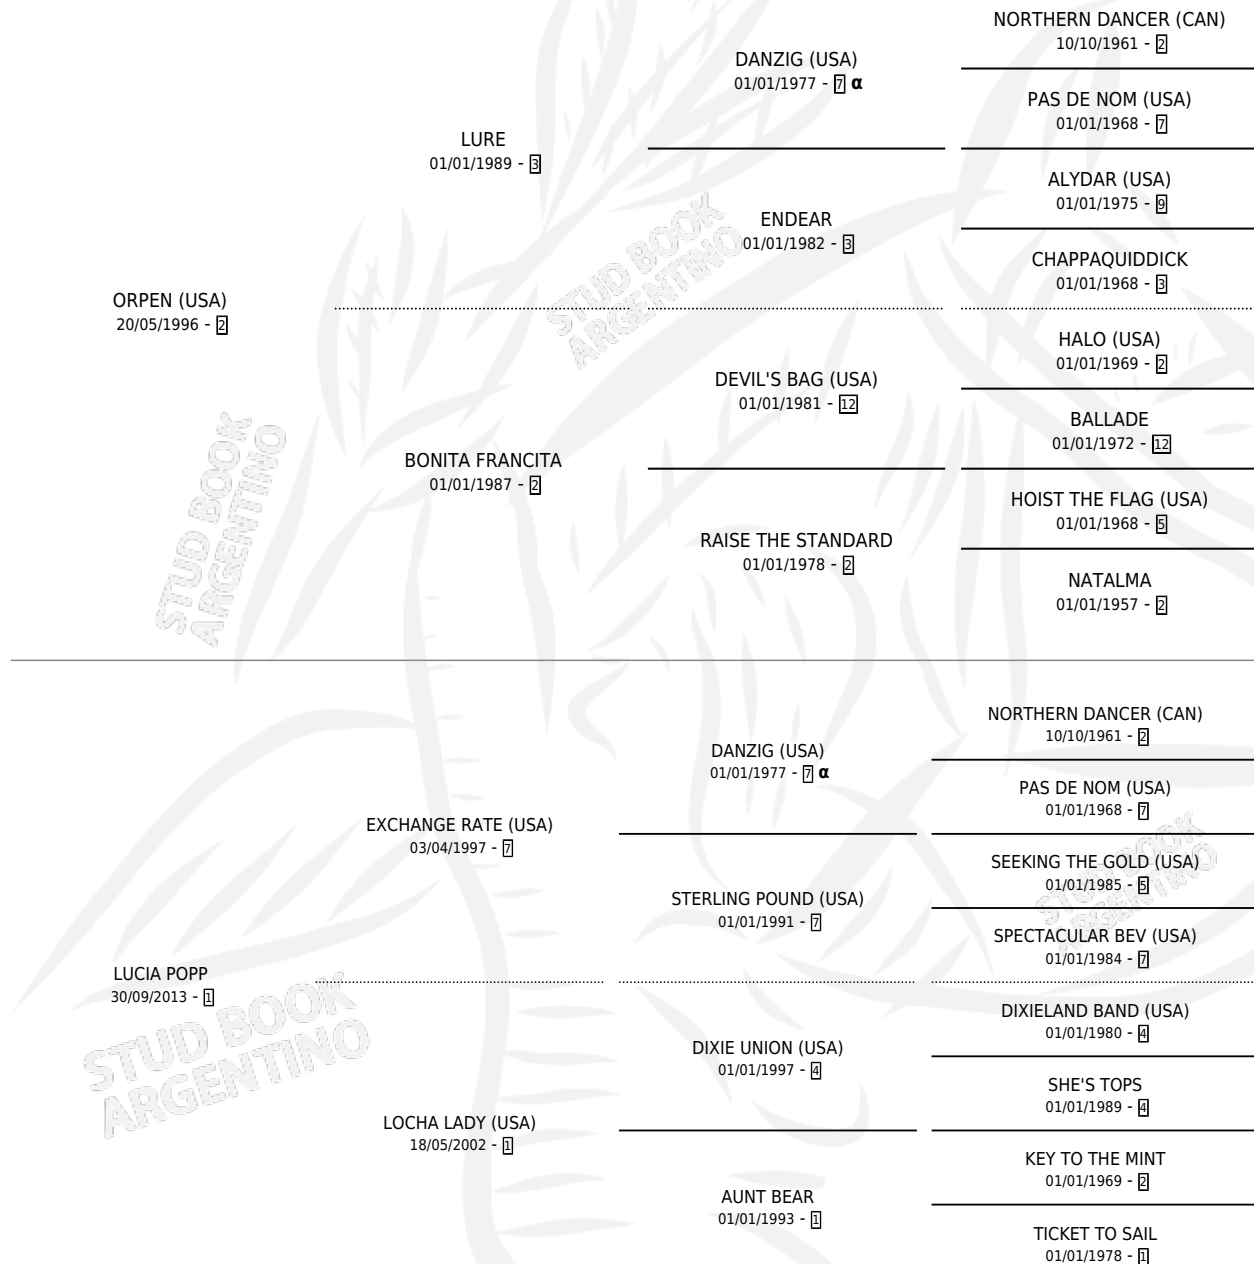 NORTHERN DANCER (CAN)
10/10/1961 - 2
DANZIG (USA)
01/01/1977 - 7 α
PAS DE NOM (USA)
01/01/1968 - 7
LURE
01/01/1989 - 3
ALYDAR (USA)
01/01/1975 - 9
ENDEAR
01/01/1982 - 3
CHAPPAQUIDDICK
01/01/1968 - 3
STUD BOOK
ARGENTINO
ORPEN (USA)
20/05/1996 - 2
HALO (USA)
01/01/1969 - 2
DEVIL'S BAG (USA)
01/01/1981 - 12
BALLADE
01/01/1972 - 12
BONITA FRANCITA
01/01/1987 - 2
HOIST THE FLAG (USA)
01/01/1968 - 5
RAISE THE STANDARD
01/01/1978 - 2
NATALMA
01/01/1957 - 2
STUD BOOK
ARGENTINO
NORTHERN DANCER (CAN)
10/10/1961 - 2
DANZIG (USA)
01/01/1977 - 7 α
PAS DE NOM (USA)
01/01/1968 - 7
EXCHANGE RATE (USA)
03/04/1997 - 7
SEEKING THE GOLD (USA)
01/01/1985 - 5
STERLING POUND (USA)
01/01/1991 - 7
SPECTACULAR BEV (USA)
01/01/1984 - 7
STUD BOOK
ARGENTINO
LUCIA POPP
30/09/2013 - 1
DIXIELAND BAND (USA)
01/01/1980 - 4
DIXIE UNION (USA)
01/01/1997 - 4
SHE'S TOPS
01/01/1989 - 4
STUD BOOK
ARGENTINO
LOCHA LADY (USA)
18/05/2002 - 1
KEY TO THE MINT
01/01/1969 - 2
AUNT BEAR
01/01/1993 - 1
TICKET TO SAIL
01/01/1978 - 1